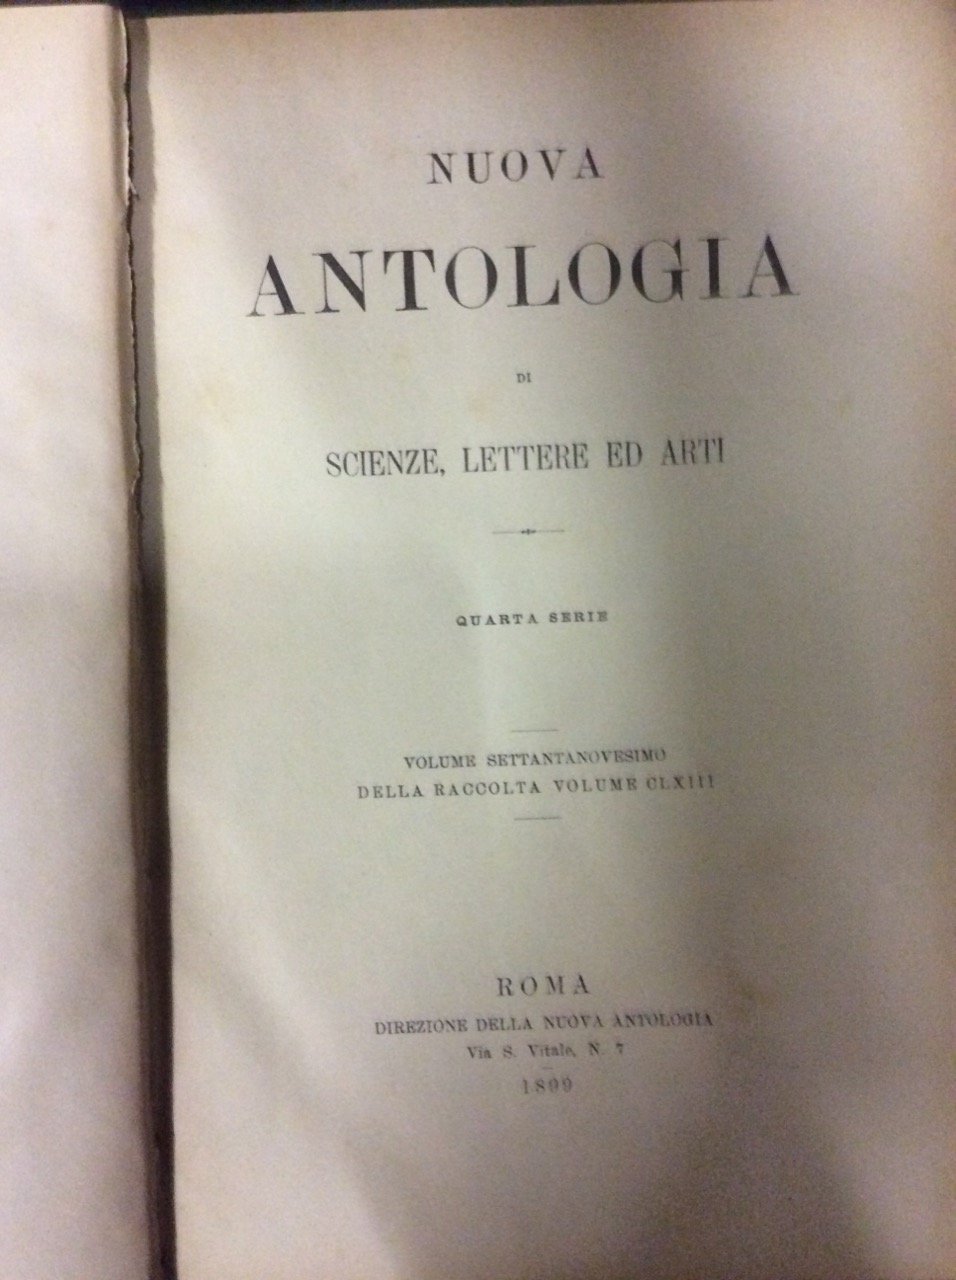 NUOVA
ANTOLOGIA
DI
SCIENZE, LETTERE ED ARTI
QUARTA SERIE
VOLUME SETTANTANOVESIMO
DELLA RACCOLTA VOLUME CLXIII
ROMA
DIREZIONE DELLA NUOVA ANTOLOGIA
Via S. Vitale, N. 7
1899